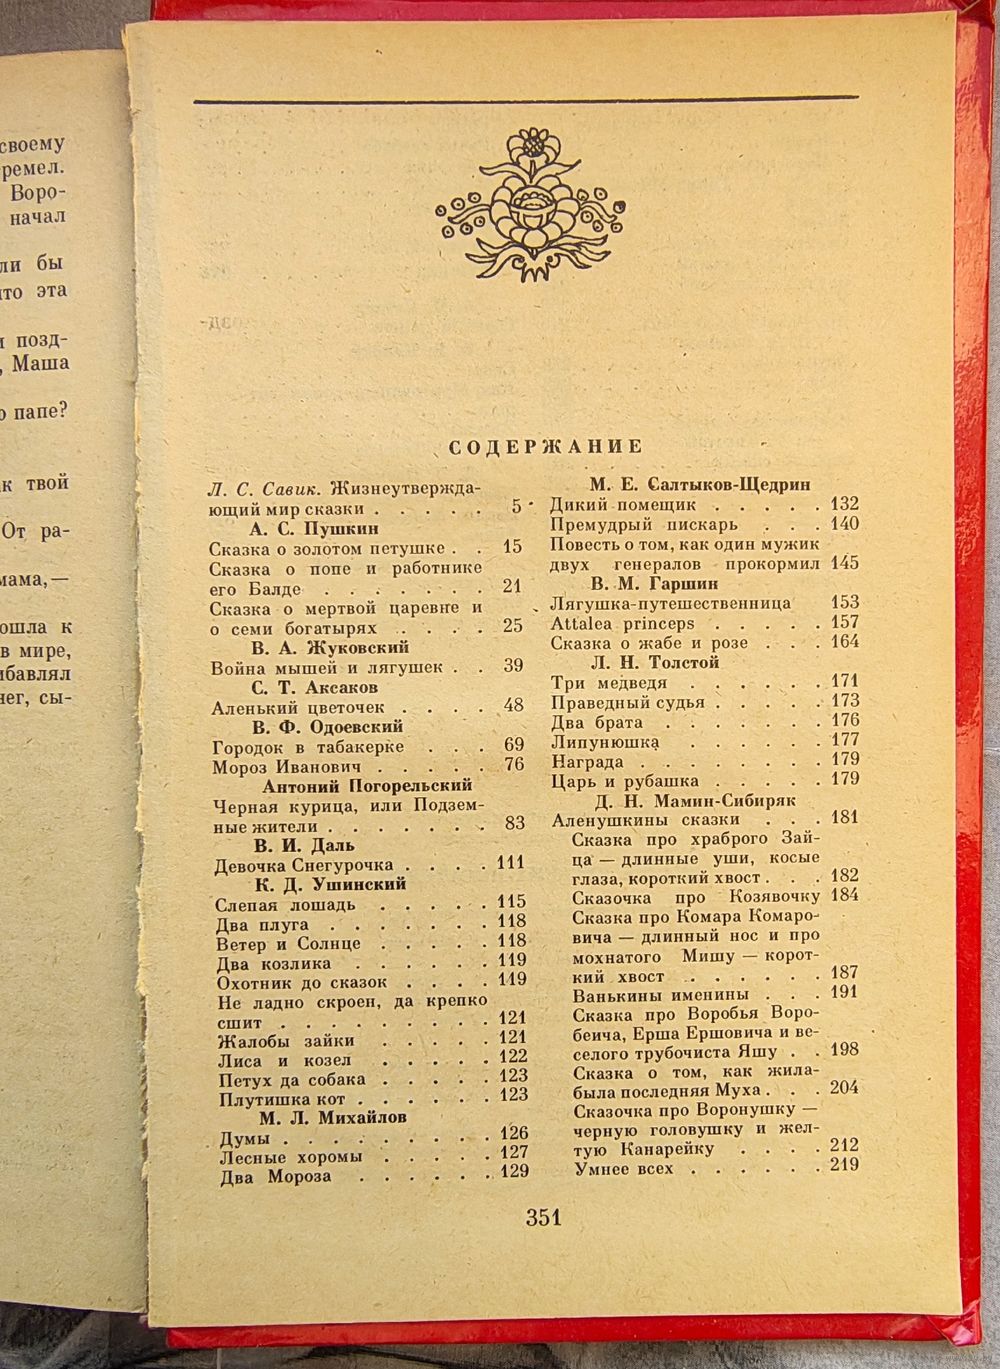 своему
ремел.
Воро-
начал
ли бы
что эта
позд-
, Маша
папе?
к твой
От ра-
мама,—
ошла к
в мире,
ибавлял
нег, сы-
СОДЕРЖАНИЕ
Л. С. Савик. Жизнеутвержда-
ющий мир сказки . . . . . 5
А. С. Пушкин
Сказка о золотом петушке . . 15
Сказка о попе и работнике
его Балде . . . . . . . 21
Сказка о мертвой царевне и
о семи богатырях . . . . 25
В. А. Жуковский
Война мышей и лягушек . . 39
С. Т. Аксаков
Аленький цветочек . . . . 48
В. Ф. Одоевский
Городок в табакерке . . . 69
Мороз Иванович . . . . . 76
Антоний Погорельский
Черная курица, или Подзем-
ные жители . . . . . . . 83
В. И. Даль
Девочка Снегурочка . . . . 111
К. Д. Ушинский
Слепая лошадь . . . . . 115
Два плуга . . . . . . . 118
Ветер и Солнце . . . . . 118
Два козлика . . . . . . 119
Охотник до сказок . . . . 119
Не ладно скроен, да крепко
сшит . . . . . . . . . 121
Жалобы зайки . . . . . 121
Лиса и козел . . . . . 122
Петух да собака . . . . . 123
Плутишка кот . . . . . . 123
М. Л. Михайлов
Думы . . . . . . . . . 126
Лесные хоромы . . . . . 127
Два Мороза . . . . . . 129
М. Е. Салтыков-Щедрин
Дикий помещик . . . . . 132
Премудрый пискарь . . . 140
Повесть о том, как один мужик
двух генералов прокормил 145
В. М. Гаршин
Лягушка-путешественница 153
Attalea princeps . . . . . 157
Сказка о жабе и розе . . . 164
Л. Н. Толстой
Три медведя . . . . . . 171
Праведный судья . . . . . 173
Два брата . . . . . . . 176
Липунюшка . . . . . . 177
Награда . . . . . . . . 179
Царь и рубашка . . . . . 179
Д. Н. Мамин-Сибиряк
Аленушкины сказки . . . 181
Сказка про храброго Зай-
ца — длинные уши, косые
глаза, короткий хвост . . . 182
Сказочка про Козявочку 184
Сказка про Комара Комаро-
вича — длинный нос и про
мохнатого Мишу — корот-
кий хвост . . . . . . 187
Ванькины именины . . . 191
Сказка про Воробья Воро-
беича, Ерша Ершовича и ве-
селого трубочиста Яшу . . 198
Сказка о том, как жила-
была последняя Муха . . . 204
Сказочка про Воронушку —
черную головушку и жел-
тую Канарейку . . . . 212
Умнее всех . . . . . . 219
351